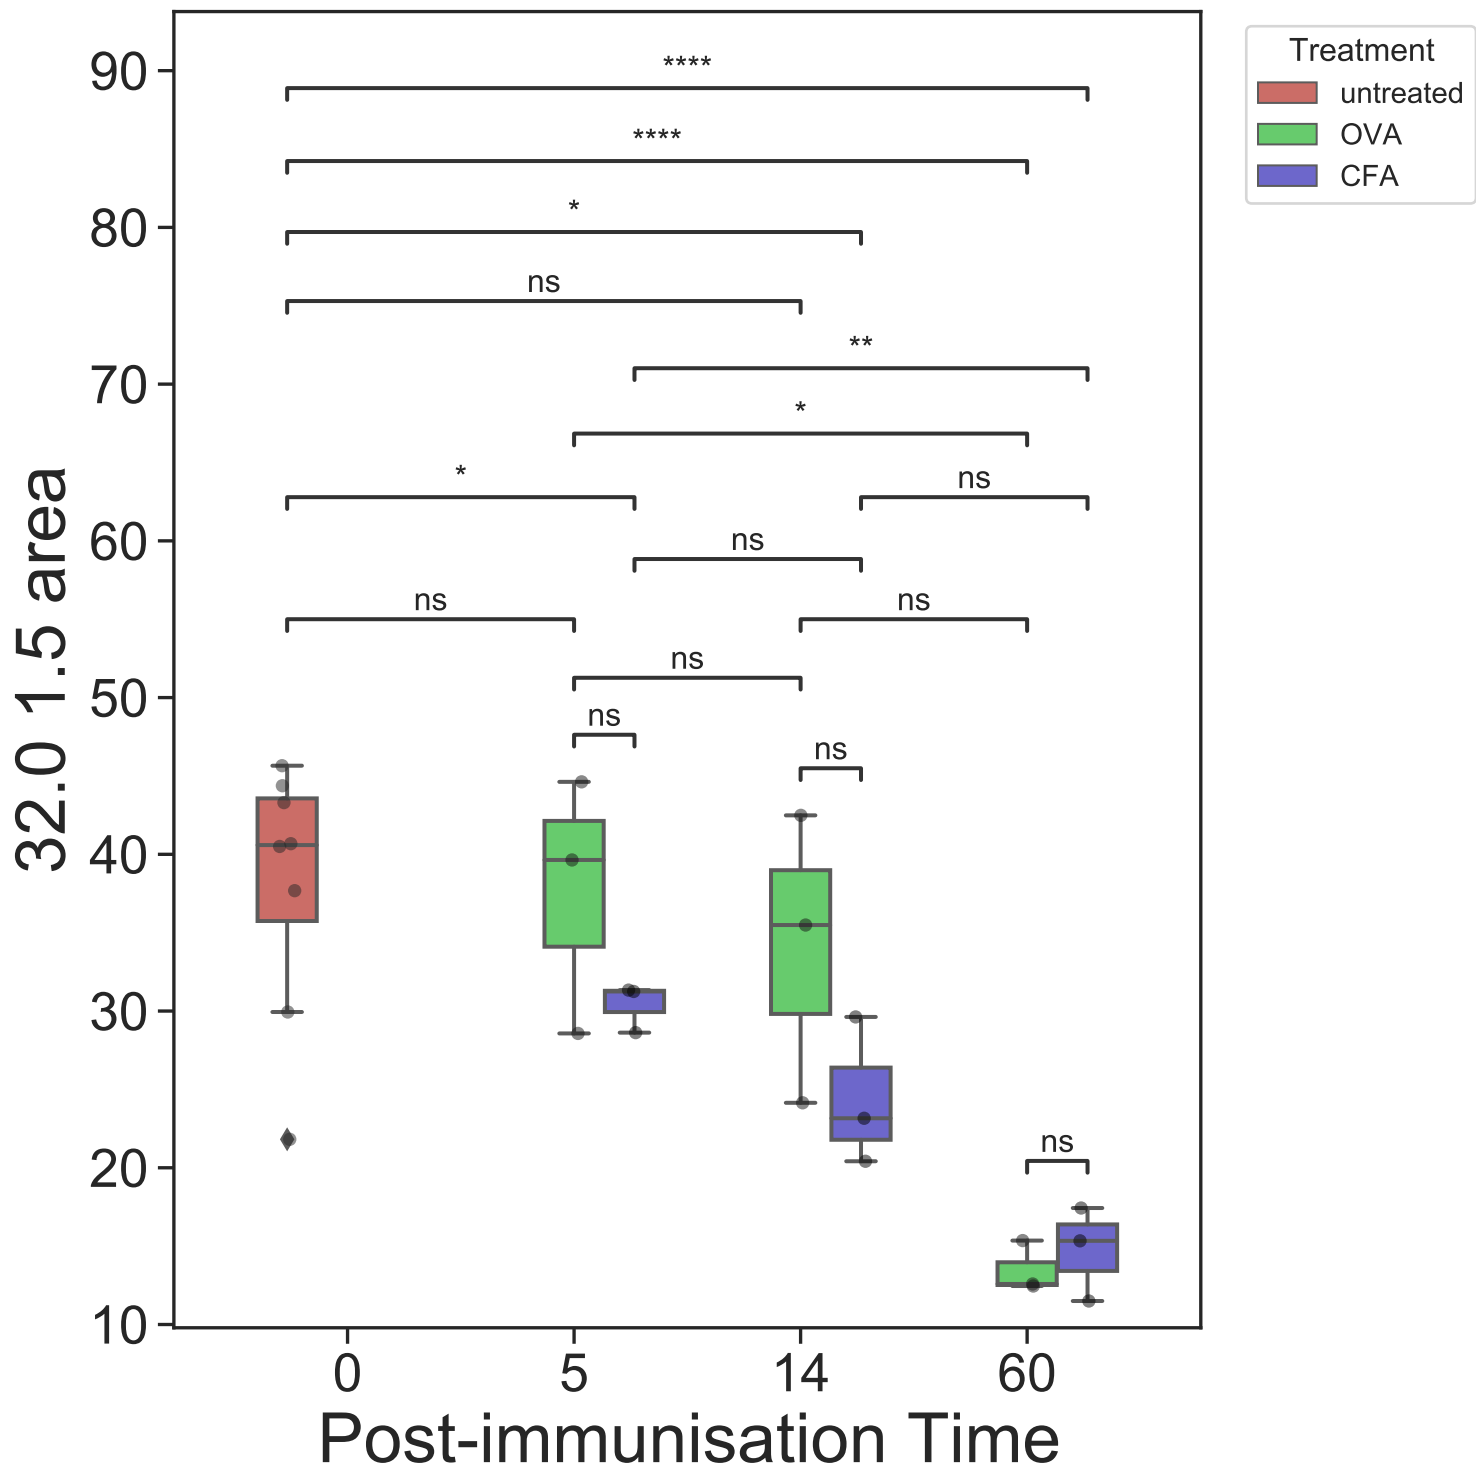 Treatment
untreated
OVA
CFA
90
80
70
60
50
40
30
20
10
32.0 1.5 area
****
****
*
ns
**
*
*
ns
ns
ns
ns
ns
ns
ns
ns
0 5 14 60
Post-immunisation Time